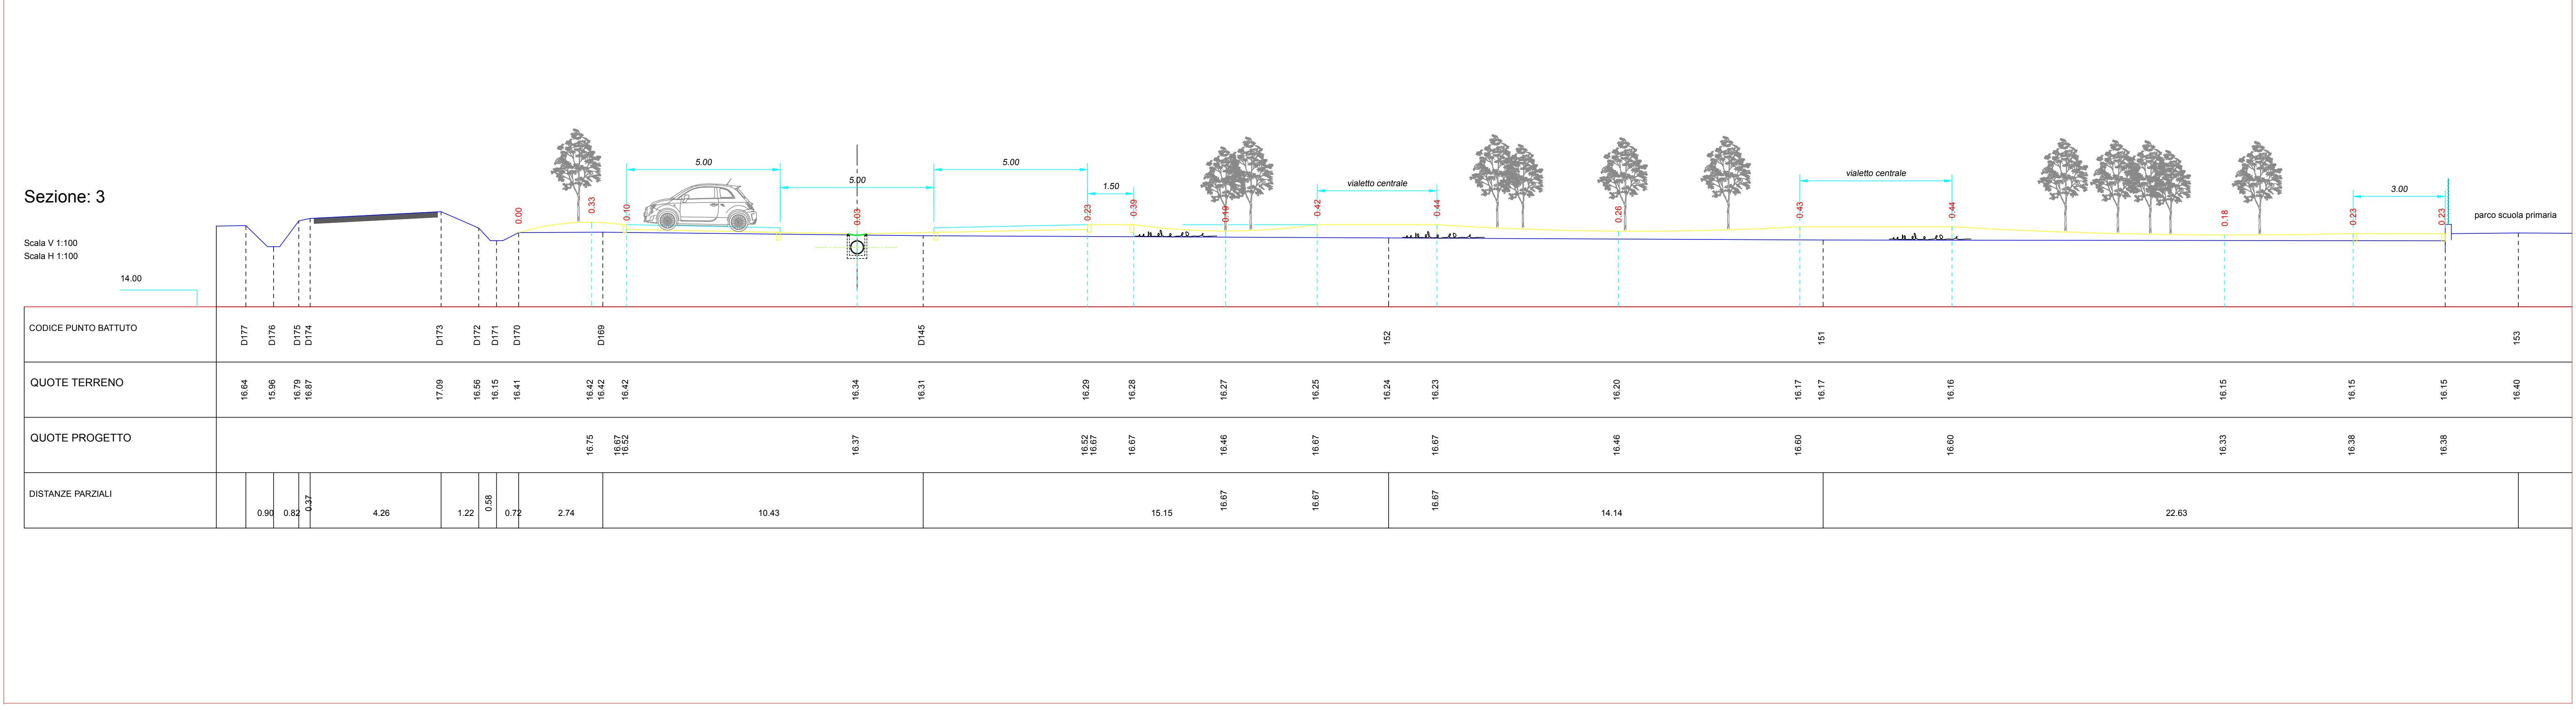 5.00
5.00
5.00
1.50
vialetto centrale
vialetto centrale
3.00
Sezione: 3
0.00
0.33
0.10
0.03
0.23
0.39
0.19
0.42
0.44
0.26
0.43
0.44
0.18
0.23
0.23
parco scuola primaria
Scala V 1:100
Scala H 1:100
14.00
CODICE PUNTO BATTUTO D177 D176 D175 D174 D173 D172 D171 D170 D169 D145 152 151 153
QUOTE TERRENO 16.64 15.96 16.79 16.87 17.09 16.56 16.15 16.41 16.42 16.42 16.42 16.34 16.31 16.29 16.28 16.27 16.25 16.24 16.23 16.20 16.17 16.17 16.16 16.15 16.15 16.15 16.40
QUOTE PROGETTO 16.75 16.67 16.52 16.37 16.52 16.67 16.67 16.46 16.67 16.67 16.46 16.60 16.60 16.33 16.38 16.38
DISTANZE PARZIALI 0.90 0.82 0.37 4.26 1.22 0.58 0.72 2.74 10.43 15.15 16.67 16.67 16.67 14.14 22.63